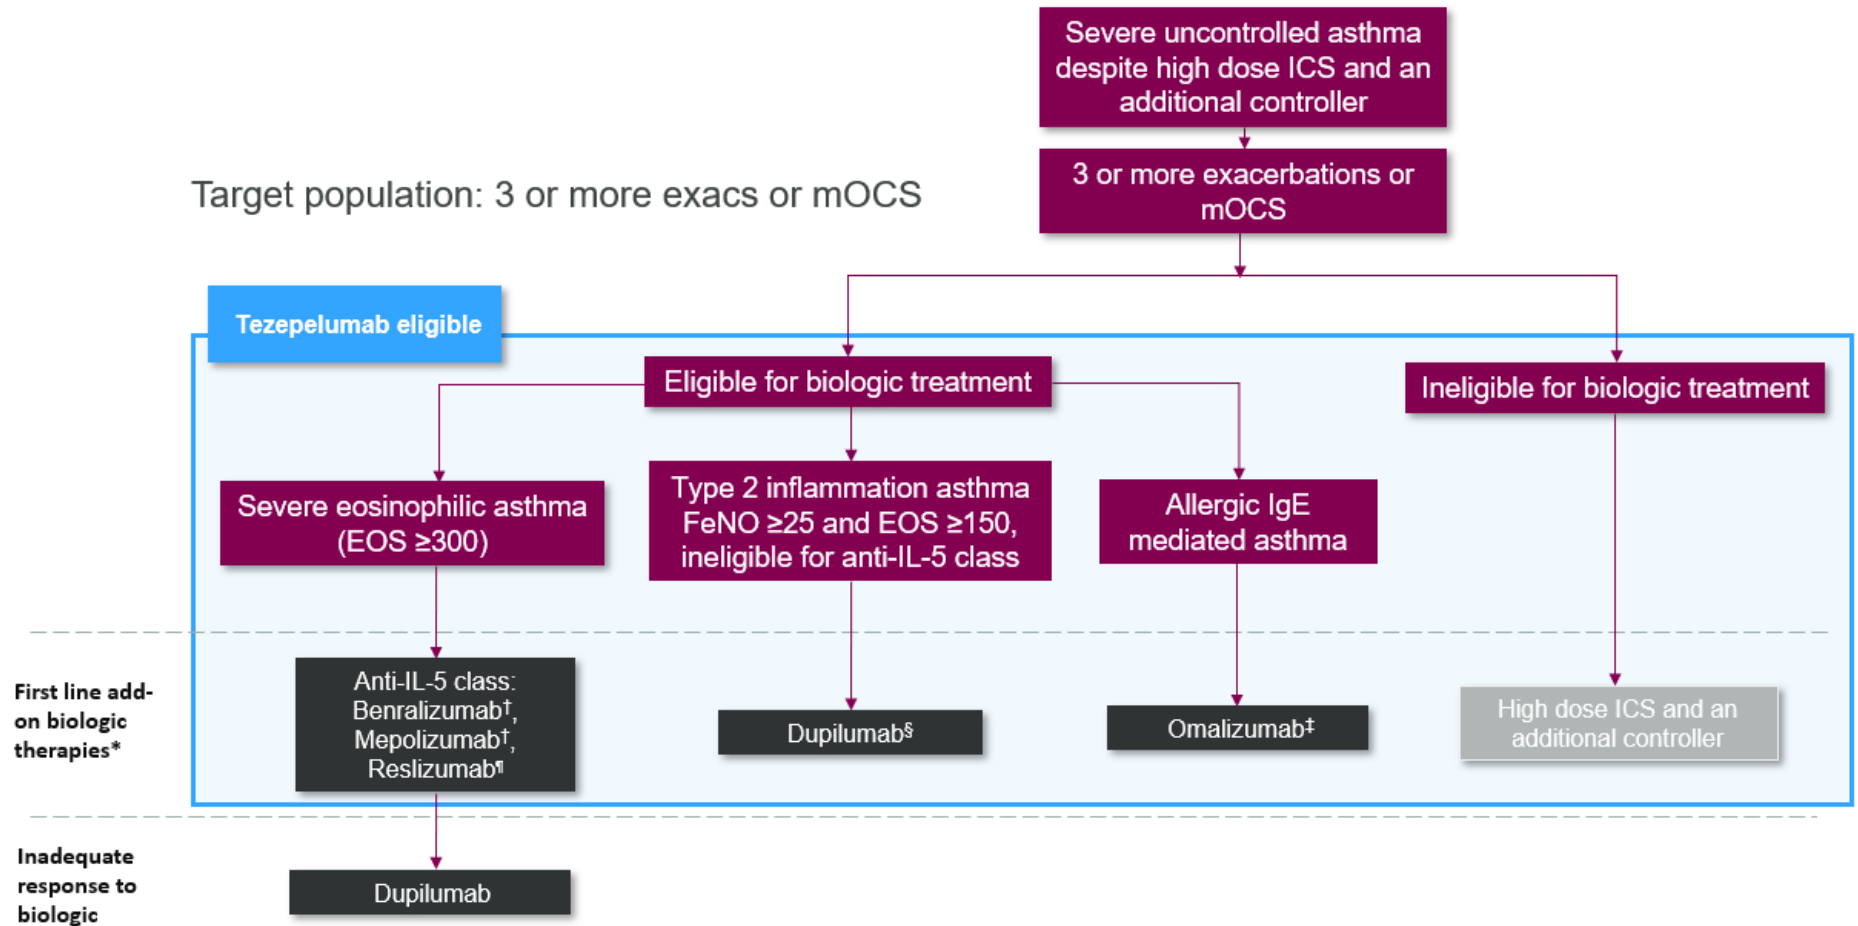 Severe uncontrolled asthma
despite high dose ICS and an
additional controller
3 or more exacerbations or
mOCS
Target population: 3 or more exacs or mOCS
Tezepelumab eligible
Eligible for biologic treatment
Ineligible for biologic treatment
Severe eosinophilic asthma
(EOS ≥300)
Type 2 inflammation asthma
FeNO ≥25 and EOS ≥150,
ineligible for anti-IL-5 class
Allergic IgE
mediated asthma
First line add-
on biologic
therapies*
Anti-IL-5 class:
Benralizumab†,
Mepolizumab†,
Reslizumab¶
Dupilumab§
Omalizumab‡
High dose ICS and an
additional controller
Inadequate
response to
biologic
Dupilumab